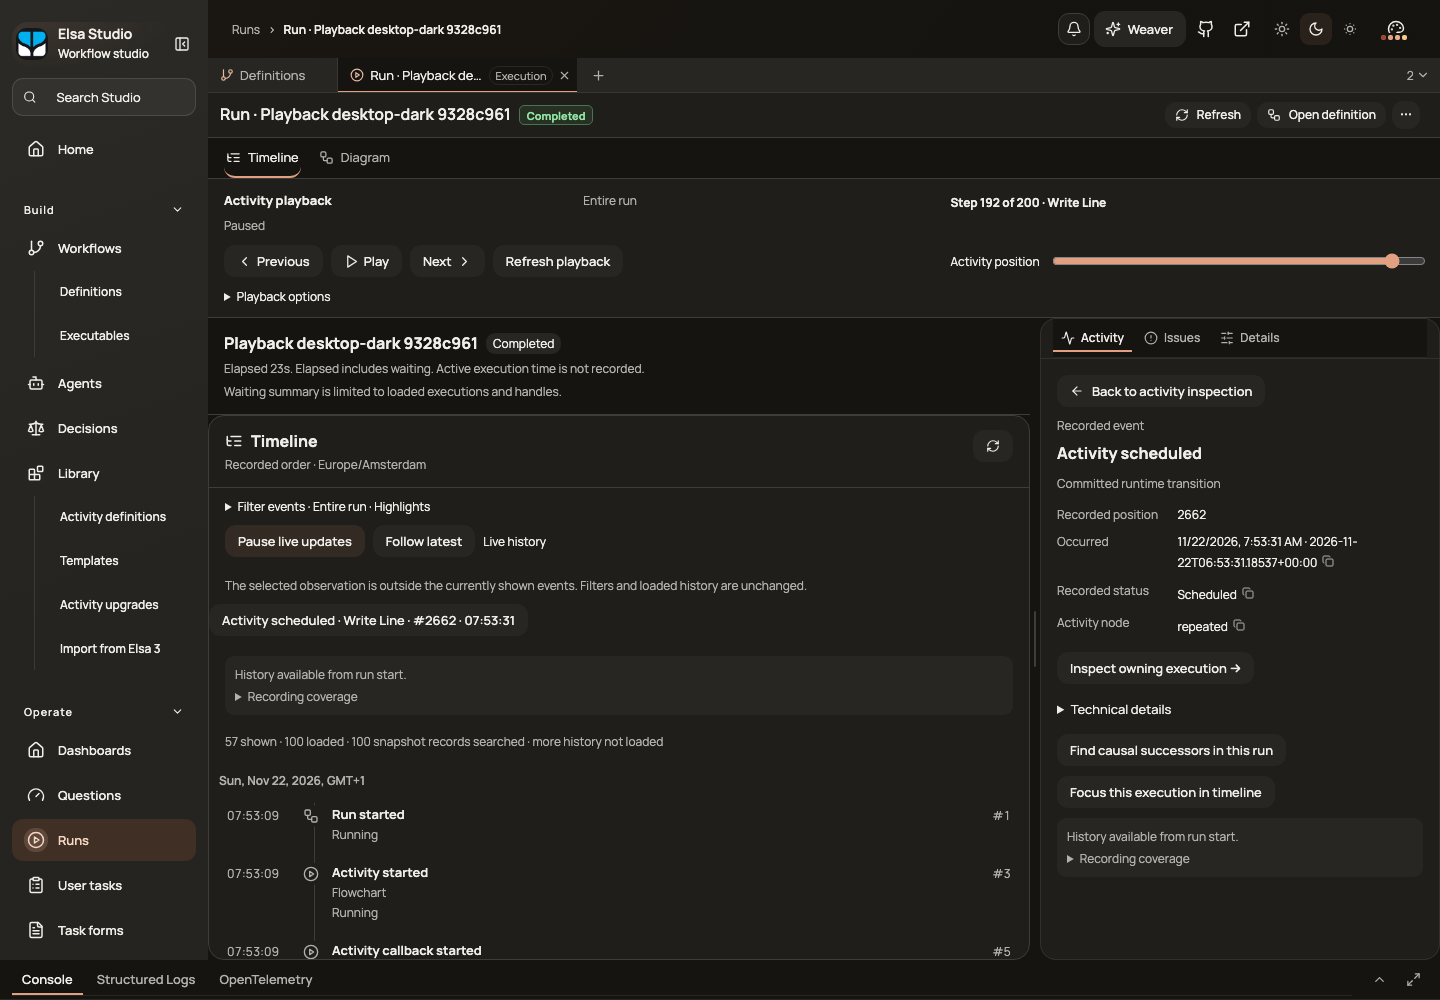 Elsa Studio
Workflow studio
Search Studio
Home
Build
Workflows
Definitions
Executables
Agents
Decisions
Library
Activity definitions
Templates
Activity upgrades
Import from Elsa 3
Operate
Dashboards
Questions
Runs
User tasks
Task forms
Runs › Run · Playback desktop-dark 9328c961
Weaver
Definitions
Run · Playback de... Execution
2
Run · Playback desktop-dark 9328c961 Completed
Refresh
Open definition
Timeline
Diagram
Activity playback
Entire run
Step 192 of 200 · Write Line
Paused
Previous
Play
Next
Refresh playback
Activity position
Playback options
Playback desktop-dark 9328c961 Completed
Elapsed 23s. Elapsed includes waiting. Active execution time is not recorded.
Waiting summary is limited to loaded executions and handles.
Timeline
Recorded order · Europe/Amsterdam
Filter events · Entire run · Highlights
Pause live updates
Follow latest
Live history
The selected observation is outside the currently shown events. Filters and loaded history are unchanged.
Activity scheduled · Write Line · #2662 · 07:53:31
History available from run start.
Recording coverage
57 shown · 100 loaded · 100 snapshot records searched · more history not loaded
Sun, Nov 22, 2026, GMT+1
07:53:09 Run started #1
Running
07:53:09 Activity started #3
Flowchart
Running
07:53:09 Activity callback started #5
Activity
Issues
Details
Back to activity inspection
Recorded event
Activity scheduled
Committed runtime transition
Recorded position 2662
Occurred 11/22/2026, 7:53:31 AM · 2026-11-
22T06:53:31.18537+00:00
Recorded status Scheduled
Activity node repeated
Inspect owning execution →
Technical details
Find causal successors in this run
Focus this execution in timeline
History available from run start.
Recording coverage
Console
Structured Logs
OpenTelemetry